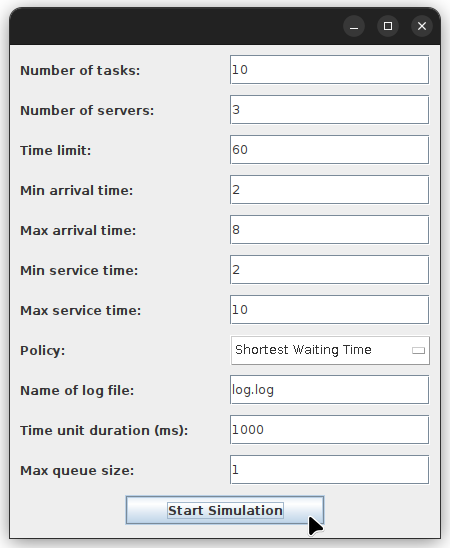 Number of tasks: 10
Number of servers: 3
Time limit: 60
Min arrival time: 2
Max arrival time: 8
Min service time: 2
Max service time: 10
Policy: Shortest Waiting Time
Name of log file: log.log
Time unit duration (ms): 1000
Max queue size: 1
Start Simulation